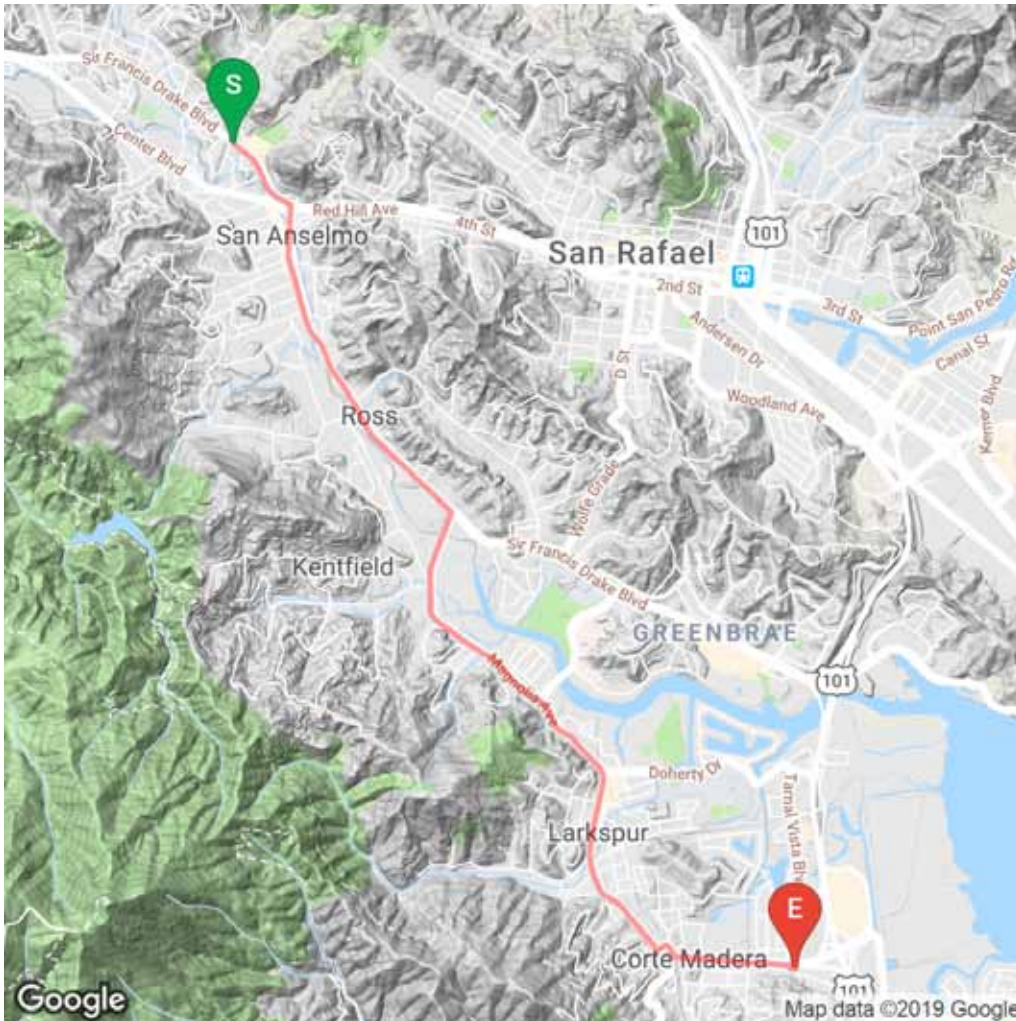 Sir Francis Drake Blvd
S
Center Blvd
Red Hill Ave
4th St
San Anselmo
San Rafael
101
2nd St
3rd St
Point San Pedro Rd
Andersen Dr
Canal St
D St
Kerner Blvd
Woodland Ave
Ross
Wolfe Grade
Sir Francis Drake Blvd
Kentfield
GREENBRAE
101
Magnolia Ave
Doherty Dr
Tamal Vista Blv
Larkspur
E
Corte Madera
101
Google
Map data ©2019 Google